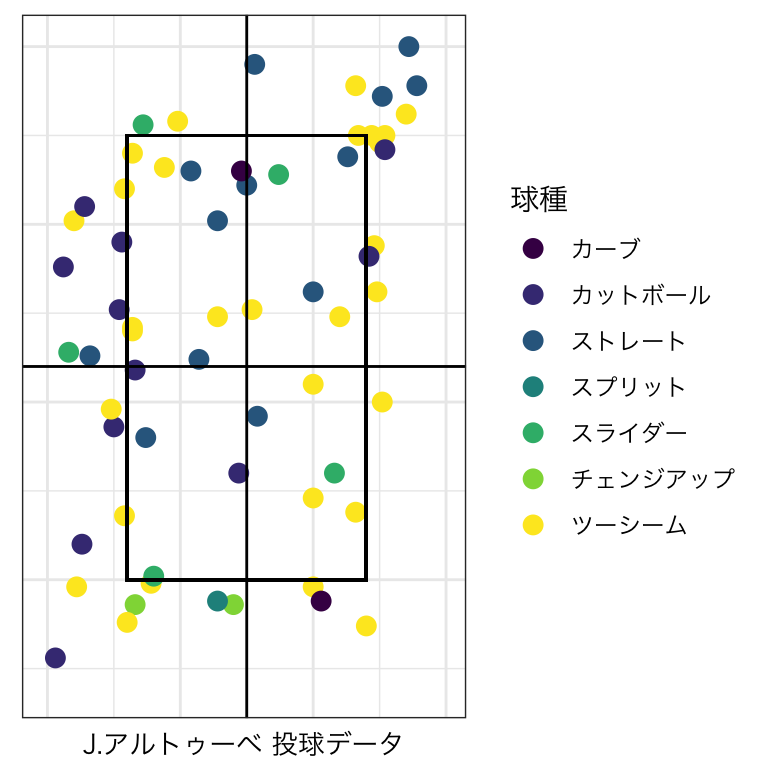 球種
カーブ
カットボール
ストレート
スプリット
スライダー
チェンジアップ
ツーシーム
J.アルトゥーベ 投球データ